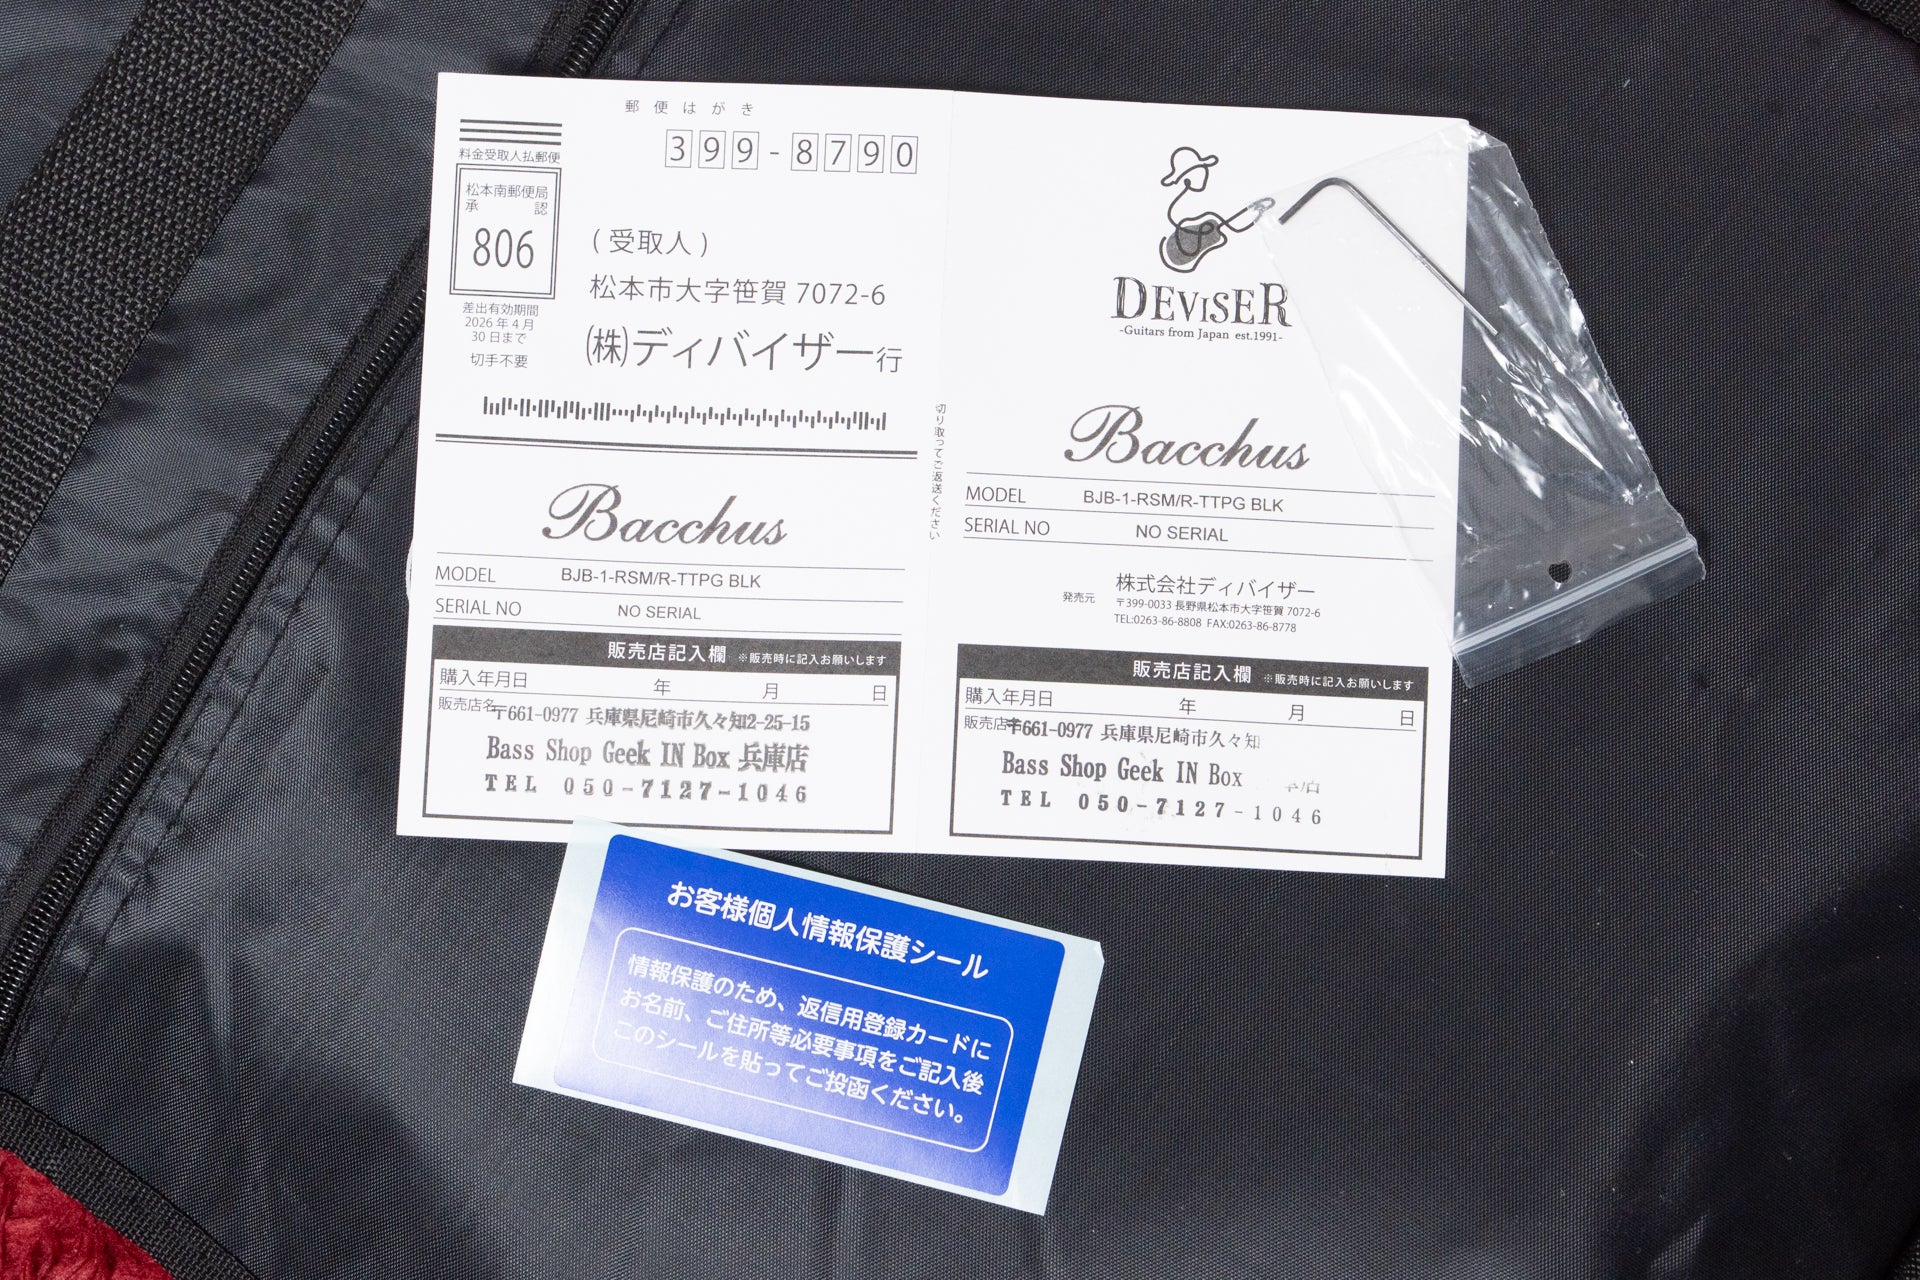 郵便はがき
399-8790
料金受取人払郵便
松本南郵便局
承 認
806
差出有効期間
2026年4月
30日まで
切手不要
(受取人)
松本市大字笹賀 7072-6
(株)ディバイザー行
Bacchus
MODEL BJB-1-RSM/R-TTPG BLK
SERIAL NO NO SERIAL
販売店記入欄 ※販売時に記入お願いします
購入年月日 年 月 日
販売店名
〒661-0977 兵庫県尼崎市久々知2-25-15
Bass Shop Geek IN Box 兵庫店
TEL 050-7127-1046
切り取ってご返送ください
DEVISER
-Guitars from Japan est.1991-
Bacchus
MODEL BJB-1-RSM/R-TTPG BLK
SERIAL NO NO SERIAL
発売元
株式会社ディバイザー
〒399-0033 長野県松本市大字笹賀 7072-6
TEL:0263-86-8808 FAX:0263-86-8778
販売店記入欄 ※販売時に記入お願いします
購入年月日 年 月 日
販売店名
〒661-0977 兵庫県尼崎市久々知
Bass Shop Geek IN Box
TEL 050-7127-1046
お客様個人情報保護シール
情報保護のため、返信用登録カードに
お名前、ご住所等必要事項をご記入後
このシールを貼ってご投函ください。